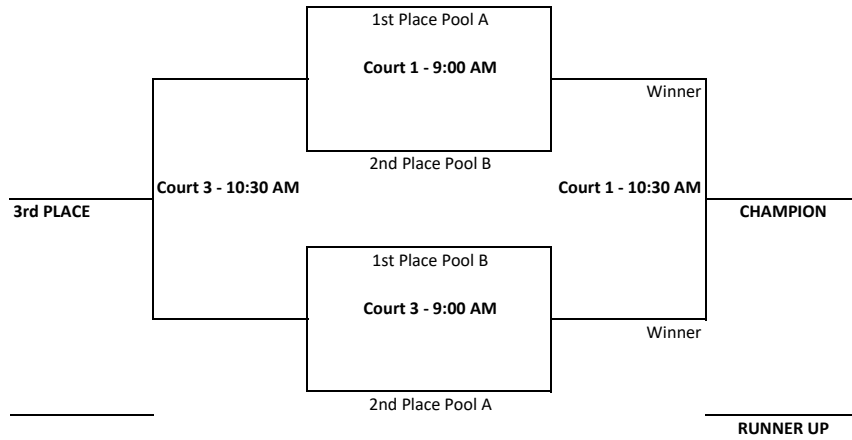 1st Place Pool A
Court 1 - 9:00 AM
Winner
2nd Place Pool B
Court 3 - 10:30 AM
Court 1 - 10:30 AM
3rd PLACE
CHAMPION
1st Place Pool B
Court 3 - 9:00 AM
Winner
2nd Place Pool A
RUNNER UP